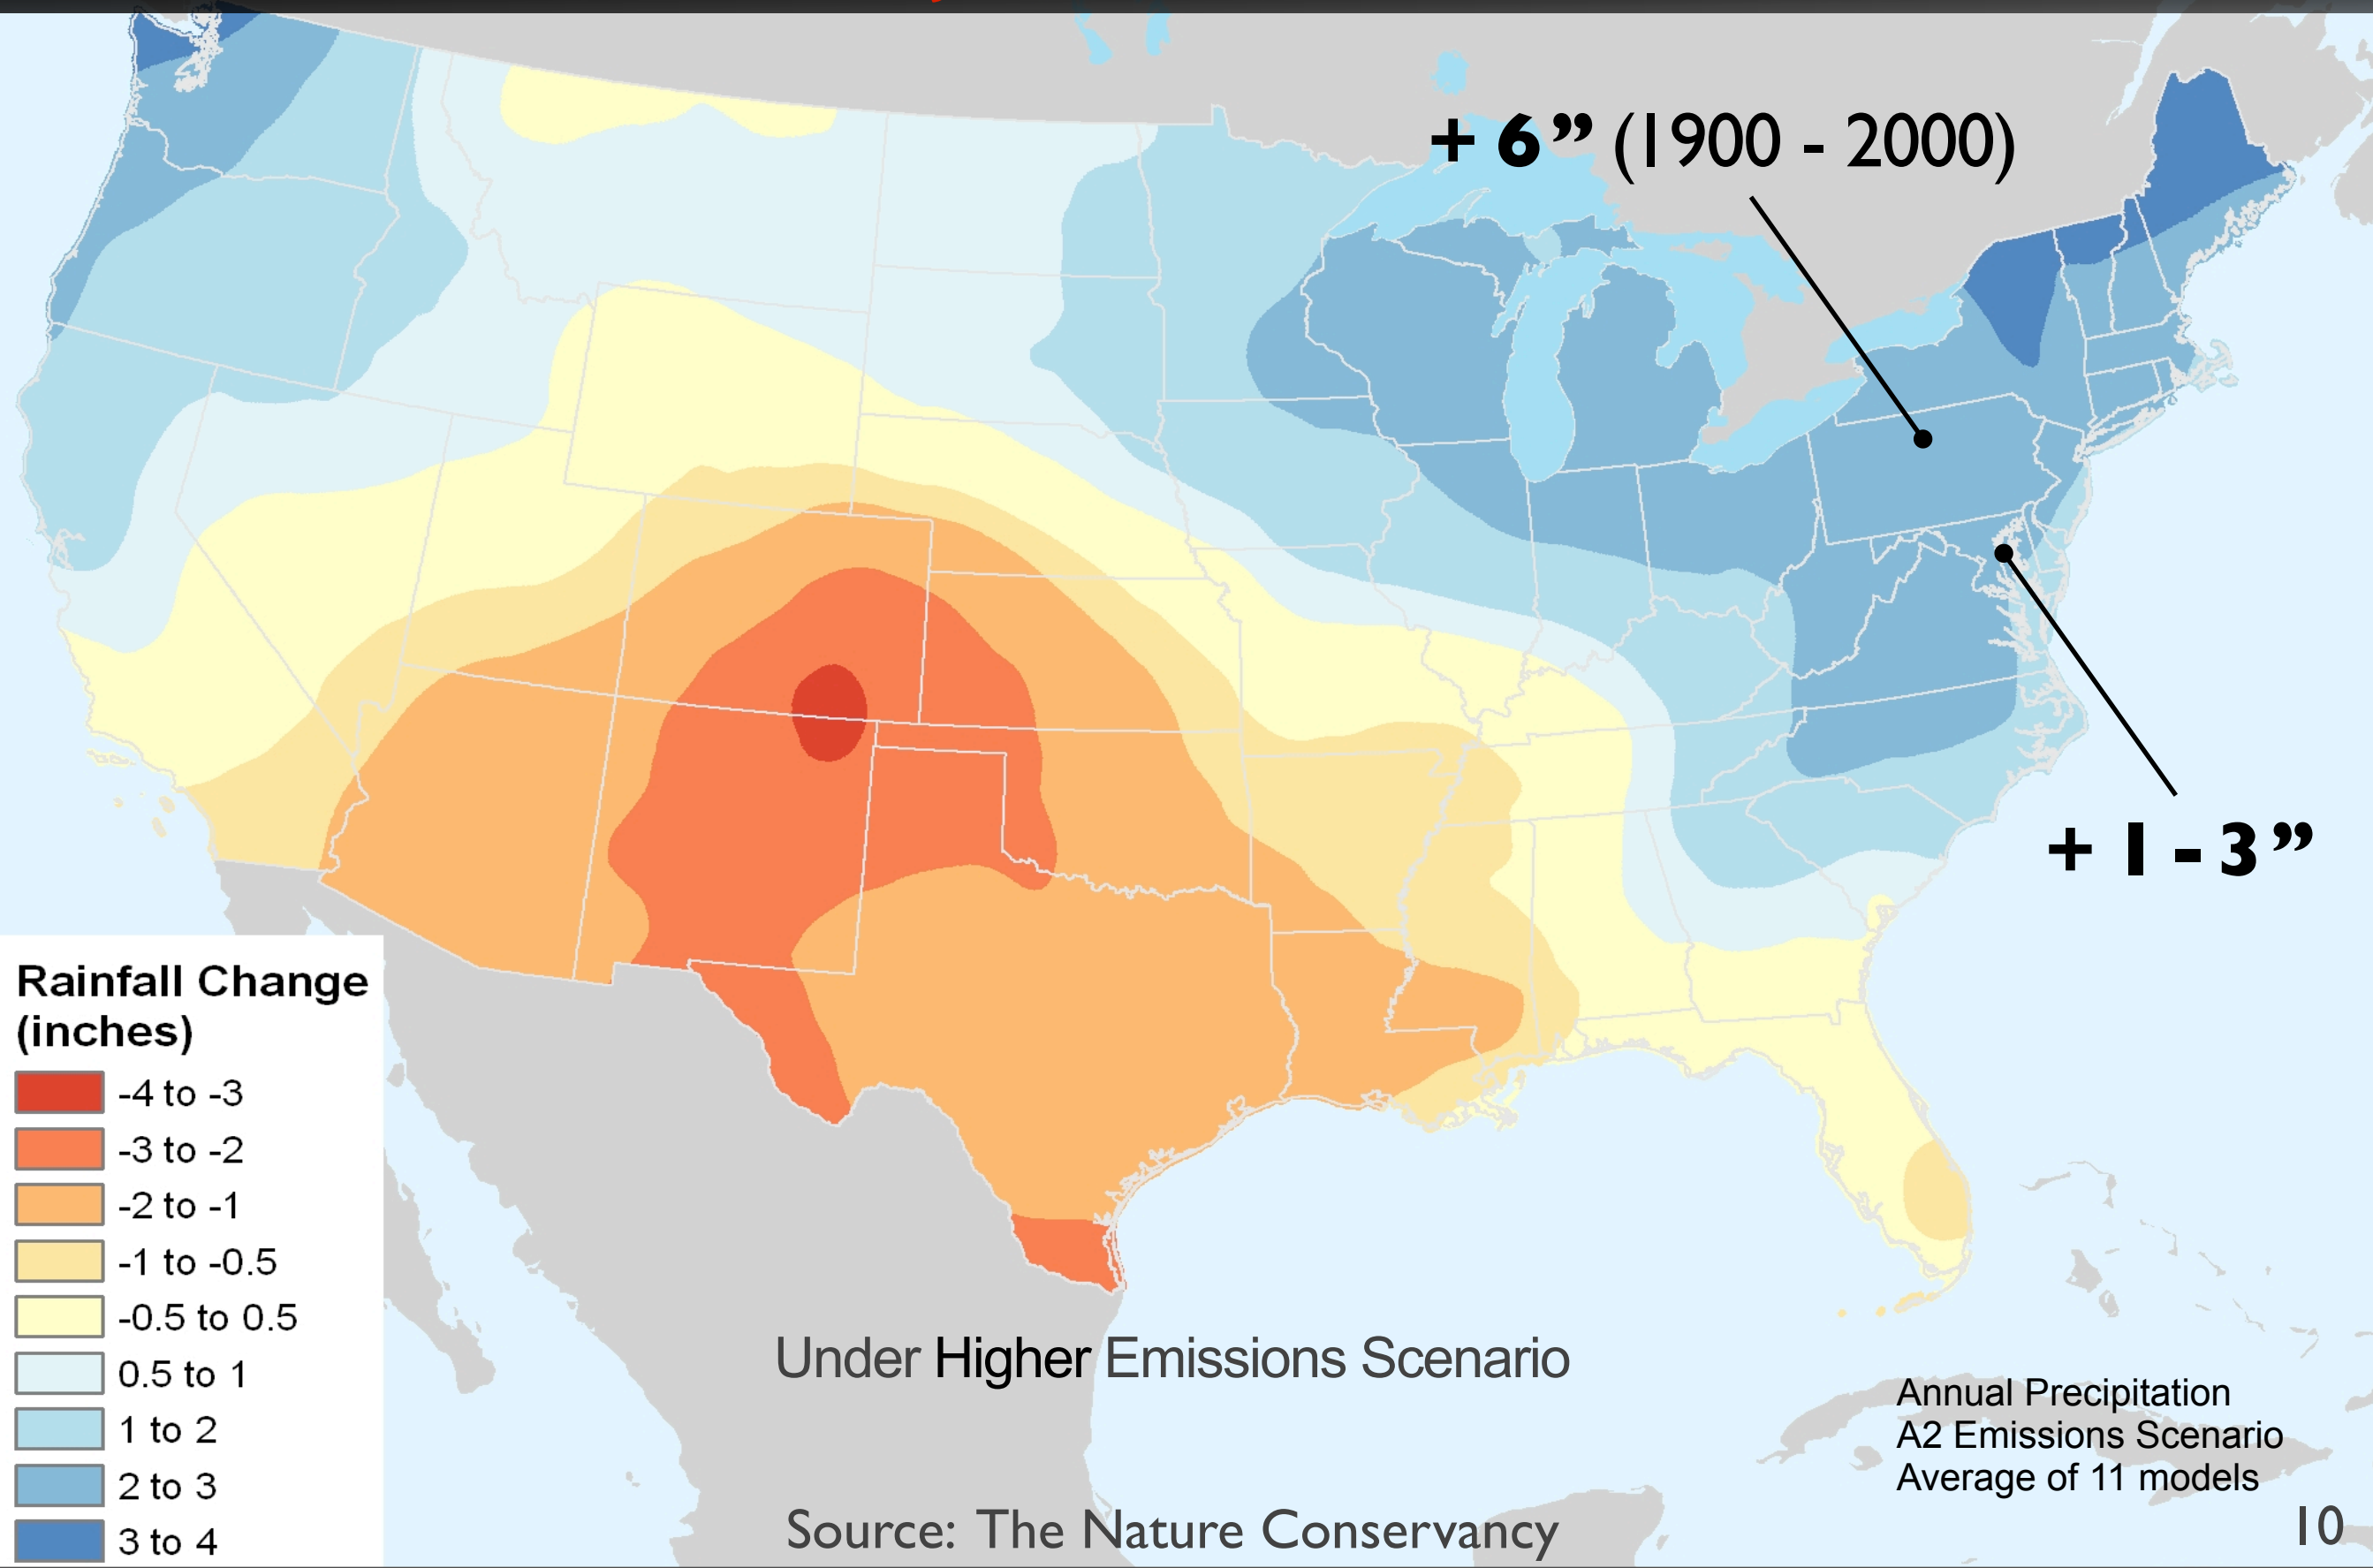 + 6” (1900 - 2000)
+ 1 - 3”
Rainfall Change
(inches)
-4 to -3
-3 to -2
-2 to -1
-1 to -0.5
-0.5 to 0.5
0.5 to 1
1 to 2
2 to 3
3 to 4
Under Higher Emissions Scenario
Annual Precipitation
A2 Emissions Scenario
Average of 11 models
Source: The Nature Conservancy
10